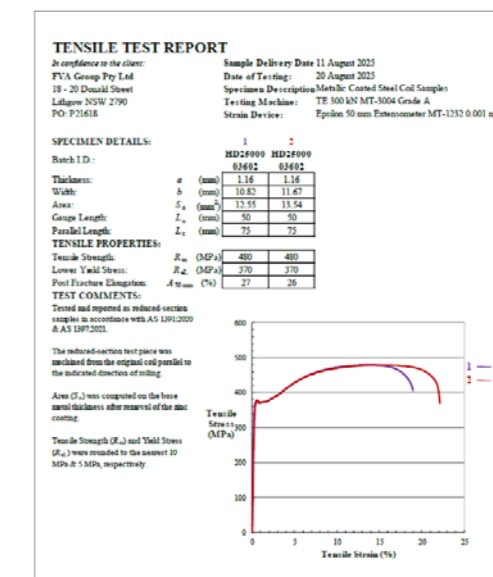 TENSILE TEST REPORT
In confidence to the client:
FVA Group Pty Ltd
18 - 20 Donald Street
Lithgow NSW 2790
PO: P21618
Sample Delivery Date 11 August 2025
Date of Testing: 20 August 2025
Specimen Description Metallic Coated Steel Coil Samples
Testing Machine: TE 300 kN MT-3004 Grade A
Strain Device: Epsilon 50 mm Extensometer MT-1232 0.001 m
SPECIMEN DETAILS: 1 2
Batch I.D.: HD25000 03602 HD25000 03602
Thickness: a (mm) 1.16 1.16
Width: b (mm) 10.82 11.67
Area: So (mm²) 12.55 13.54
Gauge Length: Lo (mm) 50 50
Parallel Length: Lc (mm) 75 75
TENSILE PROPERTIES:
Tensile Strength: Rm (MPa) 480 480
Lower Yield Stress: ReL (MPa) 370 370
Post Fracture Elongation: A50mm (%) 27 26
TEST COMMENTS:
Tested and reported as reduced-section
samples in accordance with AS 1391:2020
& AS 1397:2021.
The reduced-section test piece was
machined from the original coil parallel to
the indicated direction of rolling.
Area (So) was computed on the base
metal thickness after removal of the zinc
coating.
Tensile Strength (Rm) and Yield Stress
(ReL) were rounded to the nearest 10
MPa & 5 MPa, respectively.
Tensile
Stress
(MPa)
600
500
400
300
200
100
0
0 5 10 15 20 25
Tensile Strain (%)
1
2